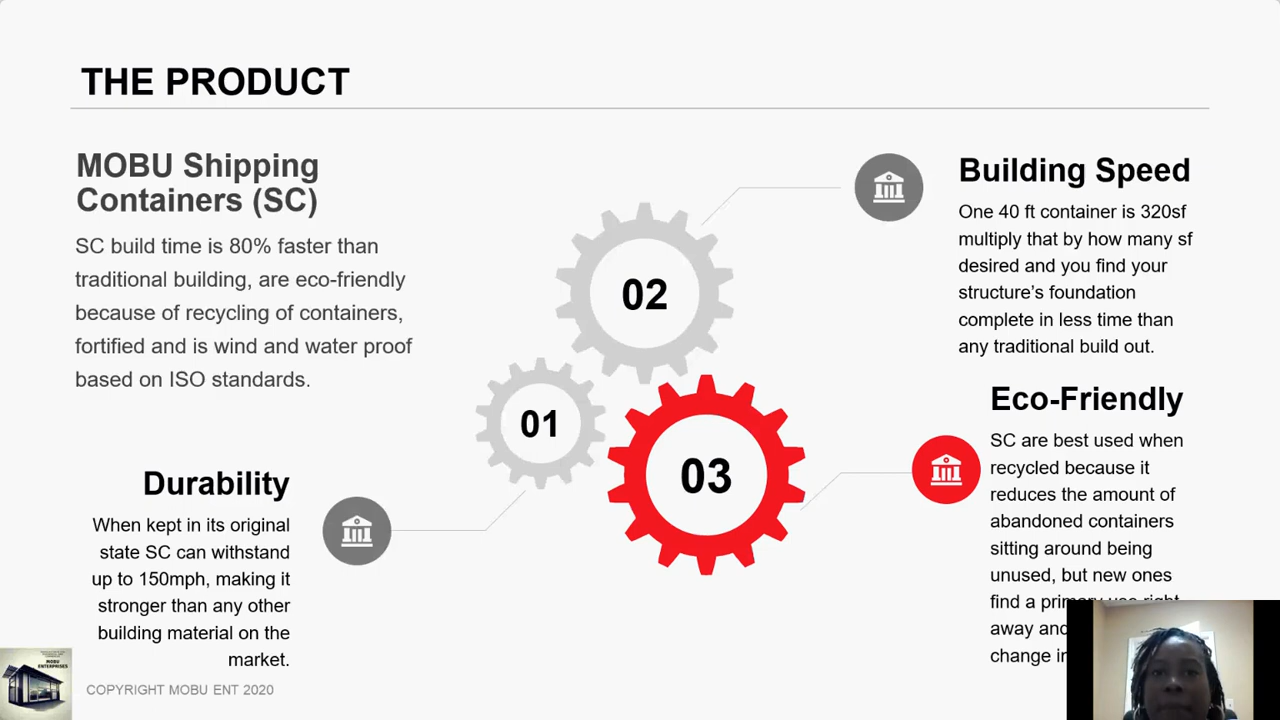 THE PRODUCT
MOBU Shipping
Containers (SC)
SC build time is 80% faster than
traditional building, are eco-friendly
because of recycling of containers,
fortified and is wind and water proof
based on ISO standards.
Durability
When kept in its original
state SC can withstand
up to 150mph, making it
stronger than any other
building material on the
market.
01
02
03
Building Speed
One 40 ft container is 320sf
multiply that by how many sf
desired and you find your
structure’s foundation
complete in less time than
any traditional build out.
Eco-Friendly
SC are best used when
recycled because it
reduces the amount of
abandoned containers
sitting around being
unused, but new ones
find a primary use right
away and
change
MOBU
ENTERPRISES
COPYRIGHT MOBU ENT 2020